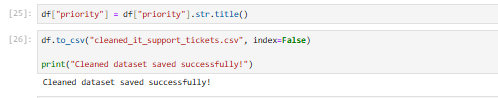 [25]: df["priority"] = df["priority"].str.title()
[26]: df.to_csv("cleaned_it_support_tickets.csv", index=False)
print("Cleaned dataset saved successfully!")
Cleaned dataset saved successfully!